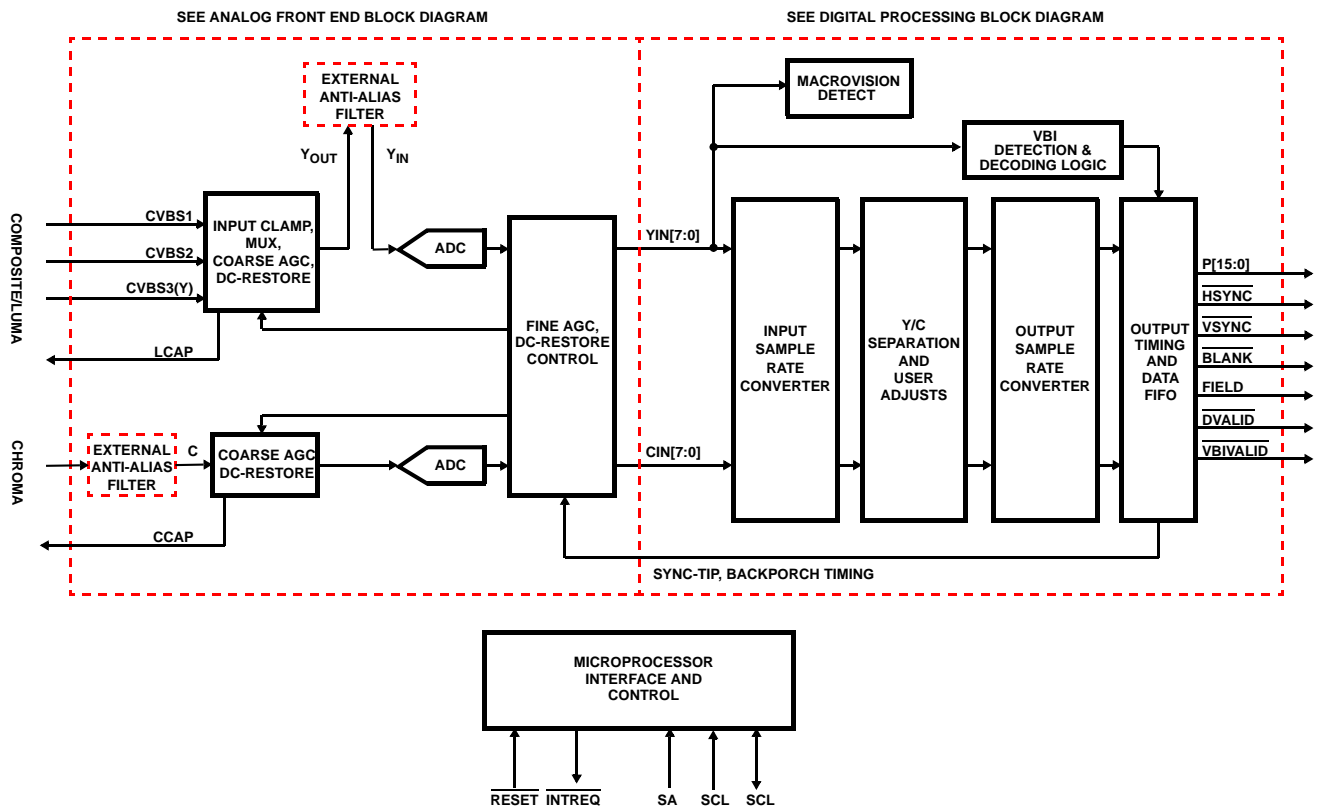 SEE ANALOG FRONT END BLOCK DIAGRAM
SEE DIGITAL PROCESSING BLOCK DIAGRAM
EXTERNAL
ANTI-ALIAS
FILTER
MACROVISION
DETECT
VBI
DETECTION &
DECODING LOGIC
YOUT
YIN
COMPOSITE/LUMA
CVBS1
CVBS2
CVBS3(Y)
LCAP
INPUT CLAMP,
MUX,
COARSE AGC,
DC-RESTORE
ADC
FINE AGC,
DC-RESTORE
CONTROL
YIN[7:0]
CIN[7:0]
INPUT
SAMPLE
RATE
CONVERTER
Y/C
SEPARATION
AND
USER
ADJUSTS
OUTPUT
SAMPLE
RATE
CONVERTER
OUTPUT
TIMING
AND
DATA
FIFO
P[15:0]
HSYNC
VSYNC
BLANK
FIELD
DVALID
VBIVALID
CHROMA
EXTERNAL
ANTI-ALIAS
FILTER
C
COARSE AGC
DC-RESTORE
ADC
CCAP
SYNC-TIP, BACKPORCH TIMING
MICROPROCESSOR
INTERFACE AND
CONTROL
RESET INTREQ SA SCL SCL